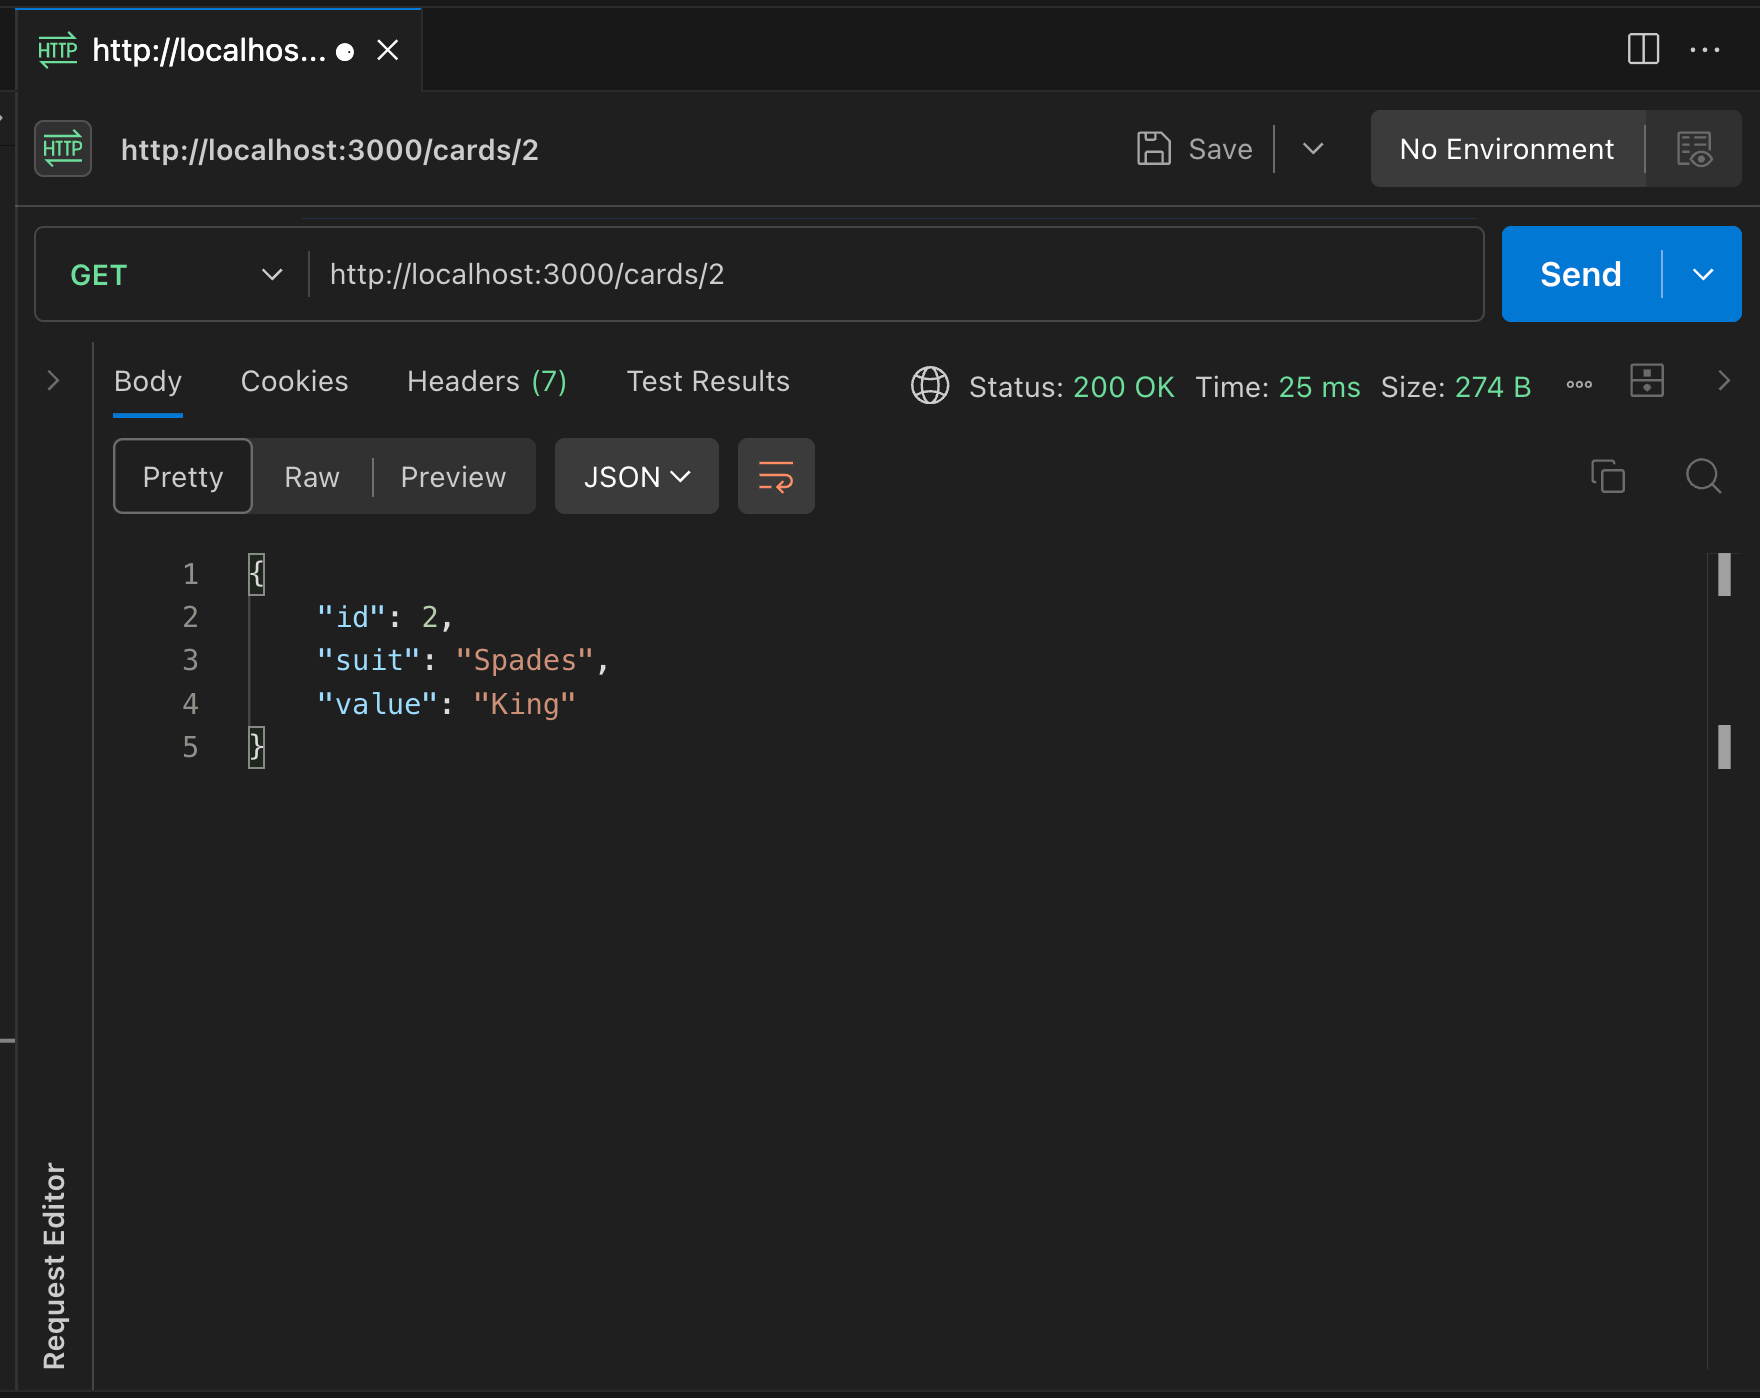 HTTP http://localhos...
HTTP http://localhost:3000/cards/2 Save No Environment
GET http://localhost:3000/cards/2 Send
Body Cookies Headers (7) Test Results Status: 200 OK Time: 25 ms Size: 274 B
Pretty Raw Preview JSON
1 {
2 "id": 2,
3 "suit": "Spades",
4 "value": "King"
5 }
Request Editor